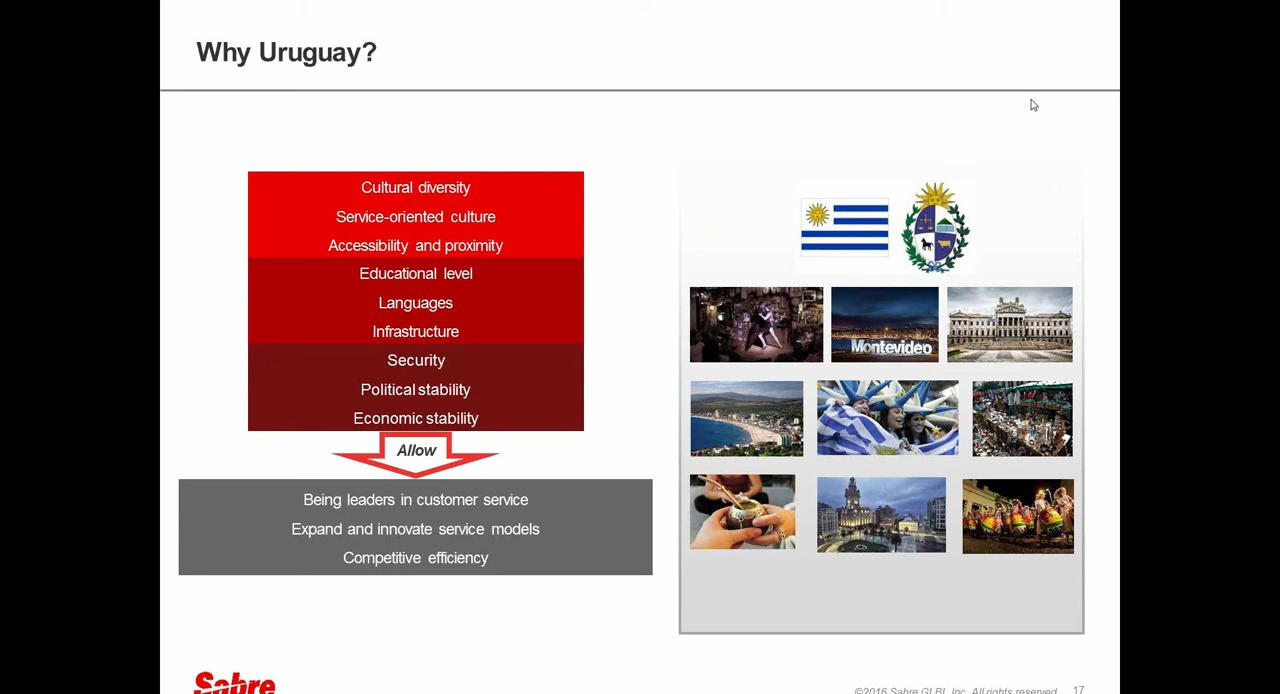 Why Uruguay?
Cultural diversity
Service-oriented culture
Accessibility and proximity
Educational level
Languages
Infrastructure
Security
Political stability
Economic stability
Allow
Being leaders in customer service
Expand and innovate service models
Competitive efficiency
Montevideo
Sabre
©2016 Sabre GLBL Inc. All rights reserved. 17